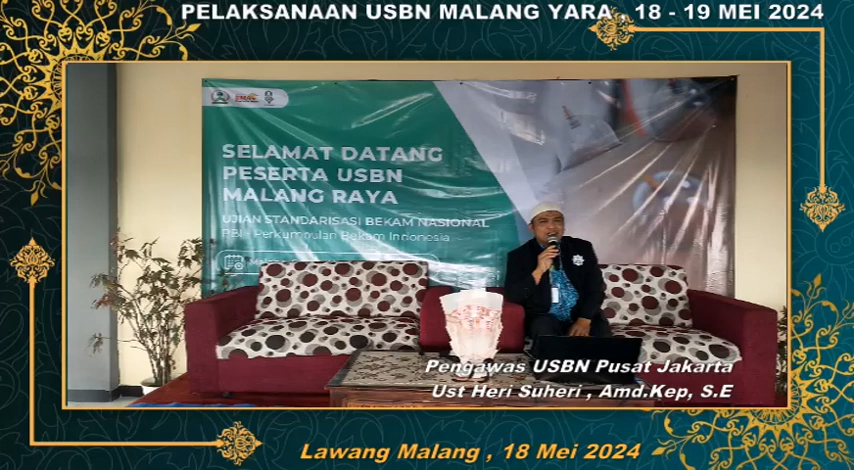 PELAKSANAAN USBN MALANG YARA , 18 - 19 MEI 2024
SELAMAT DATANG
PESERTA USBN
MALANG RAYA
UJIAN STANDARISASI BEKAM NASIONAL
PBI - Perkumpulan Bekam Indonesia
Pengawas USBN Pusat Jakarta
Ust Heri Suheri , Amd.Kep, S.E
Lawang Malang , 18 Mei 2024